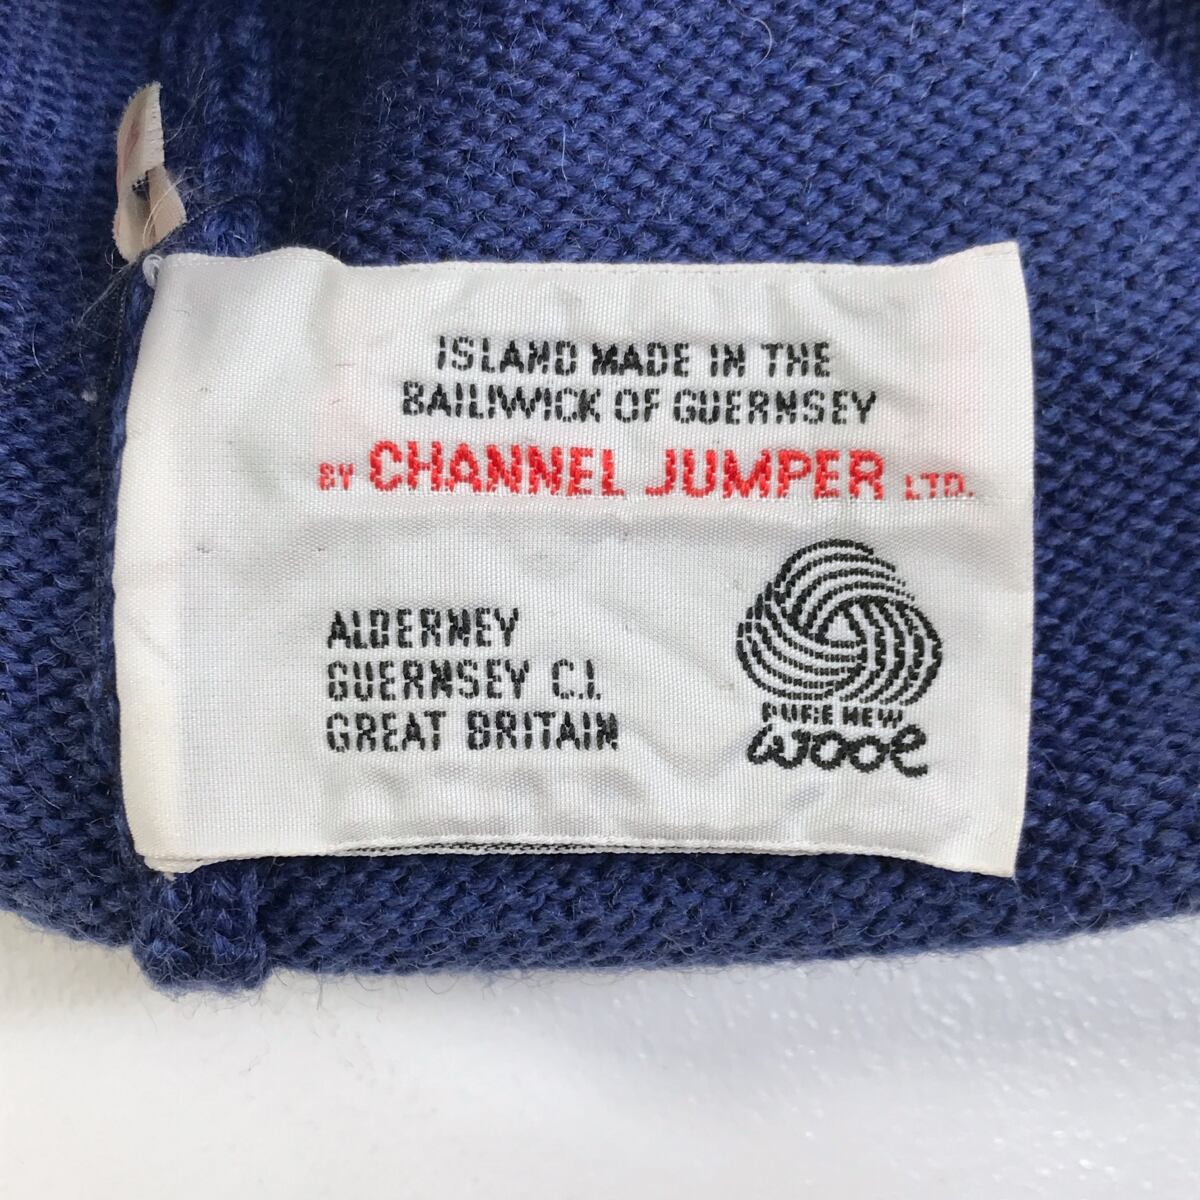 ISLAND MADE IN THE
BAILIWICK OF GUERNSEY
BY CHANNEL JUMPER LTD.
ALDERNEY
GUERNSEY C.I.
GREAT BRITAIN
PURE NEW
WOOL